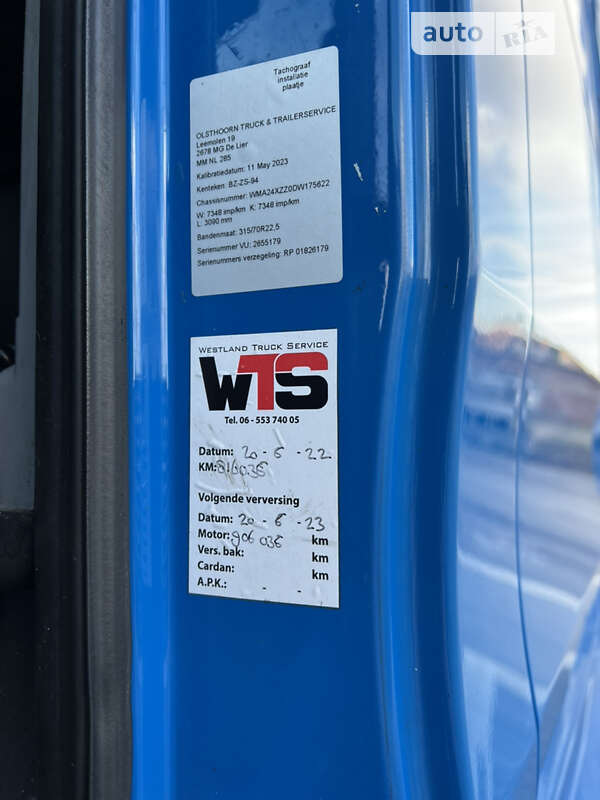 auto RIA
Tachograaf
installatie
plaatje
OLSTHOORN TRUCK & TRAILERSERVICE
Leemolen 19
2678 MG De Lier
MM NL 285
Kalibratiedatum: 11 May 2023
Kenteken: BZ-ZS-94
Chassisnummer: WMA24XZZ0DW175622
W: 7348 imp/km K: 7348 imp/km
L: 3090 mm
Bandenmaat: 315/70R22,5
Serienummer VU: 2655179
Serienummers verzegeling: RP 01826179
WESTLAND TRUCK SERVICE
WTS
Tel. 06 - 553 740 05
Datum: 20 - 6 - 22
KM:
Volgende verversing
Datum: 20 - 6 - 23
Motor: 906 036 km
Vers. bak: km
Cardan: km
A.P.K.: - -